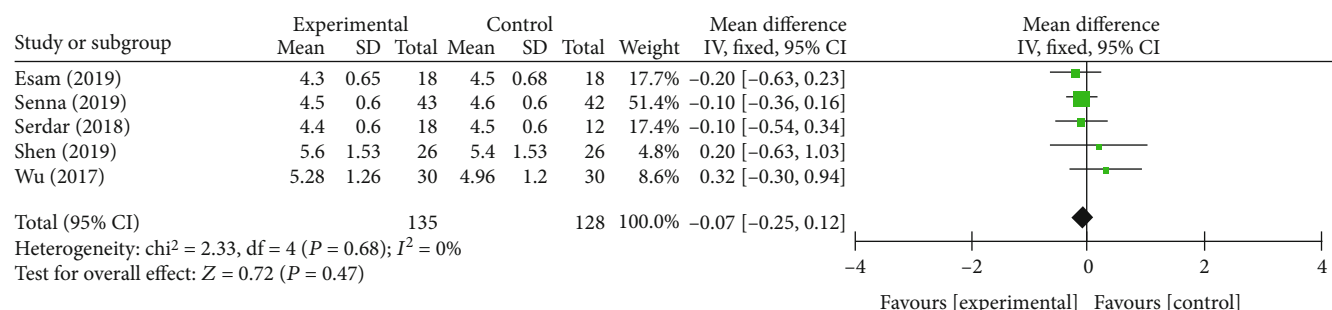 Experimental Control Mean difference Mean difference
Study or subgroup Mean SD Total Mean SD Total Weight IV, fixed, 95% CI IV, fixed, 95% CI
Esam (2019) 4.3 0.65 18 4.5 0.68 18 17.7% –0.20 [–0.63, 0.23]
Senna (2019) 4.5 0.6 43 4.6 0.6 42 51.4% –0.10 [–0.36, 0.16]
Serdar (2018) 4.4 0.6 18 4.5 0.6 12 17.4% –0.10 [–0.54, 0.34]
Shen (2019) 5.6 1.53 26 5.4 1.53 26 4.8% 0.20 [–0.63, 1.03]
Wu (2017) 5.28 1.26 30 4.96 1.2 30 8.6% 0.32 [–0.30, 0.94]
Total (95% CI) 135 128 100.0% –0.07 [–0.25, 0.12]
Heterogeneity: chi² = 2.33, df = 4 (P = 0.68); I² = 0%
Test for overall effect: Z = 0.72 (P = 0.47)
–4 –2 0 2 4
Favours [experimental] Favours [control]